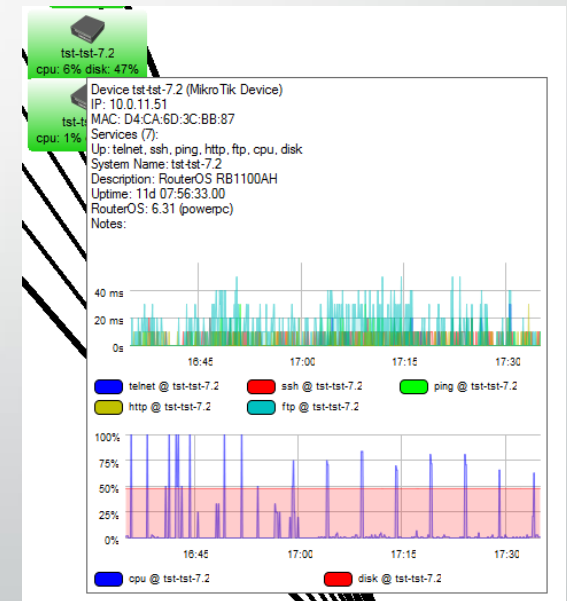 tst-tst-7.2
cpu: 6% disk: 47%
tst-ts
cpu: 1%
Device tst-tst-7.2 (MikroTik Device)
IP: 10.0.11.51
MAC: D4:CA:6D:3C:BB:87
Services (7):
Up: telnet, ssh, ping, http, ftp, cpu, disk
System Name: tst-tst-7.2
Description: RouterOS RB1100AH
Uptime: 11d 07:56:33.00
RouterOS: 6.31 (powerpc)
Notes:
40 ms
20 ms
0s
16:45 17:00 17:15 17:30
telnet @ tst-tst-7.2 ssh @ tst-tst-7.2 ping @ tst-tst-7.2
http @ tst-tst-7.2 ftp @ tst-tst-7.2
100%
75%
50%
25%
0%
16:45 17:00 17:15 17:30
cpu @ tst-tst-7.2 disk @ tst-tst-7.2